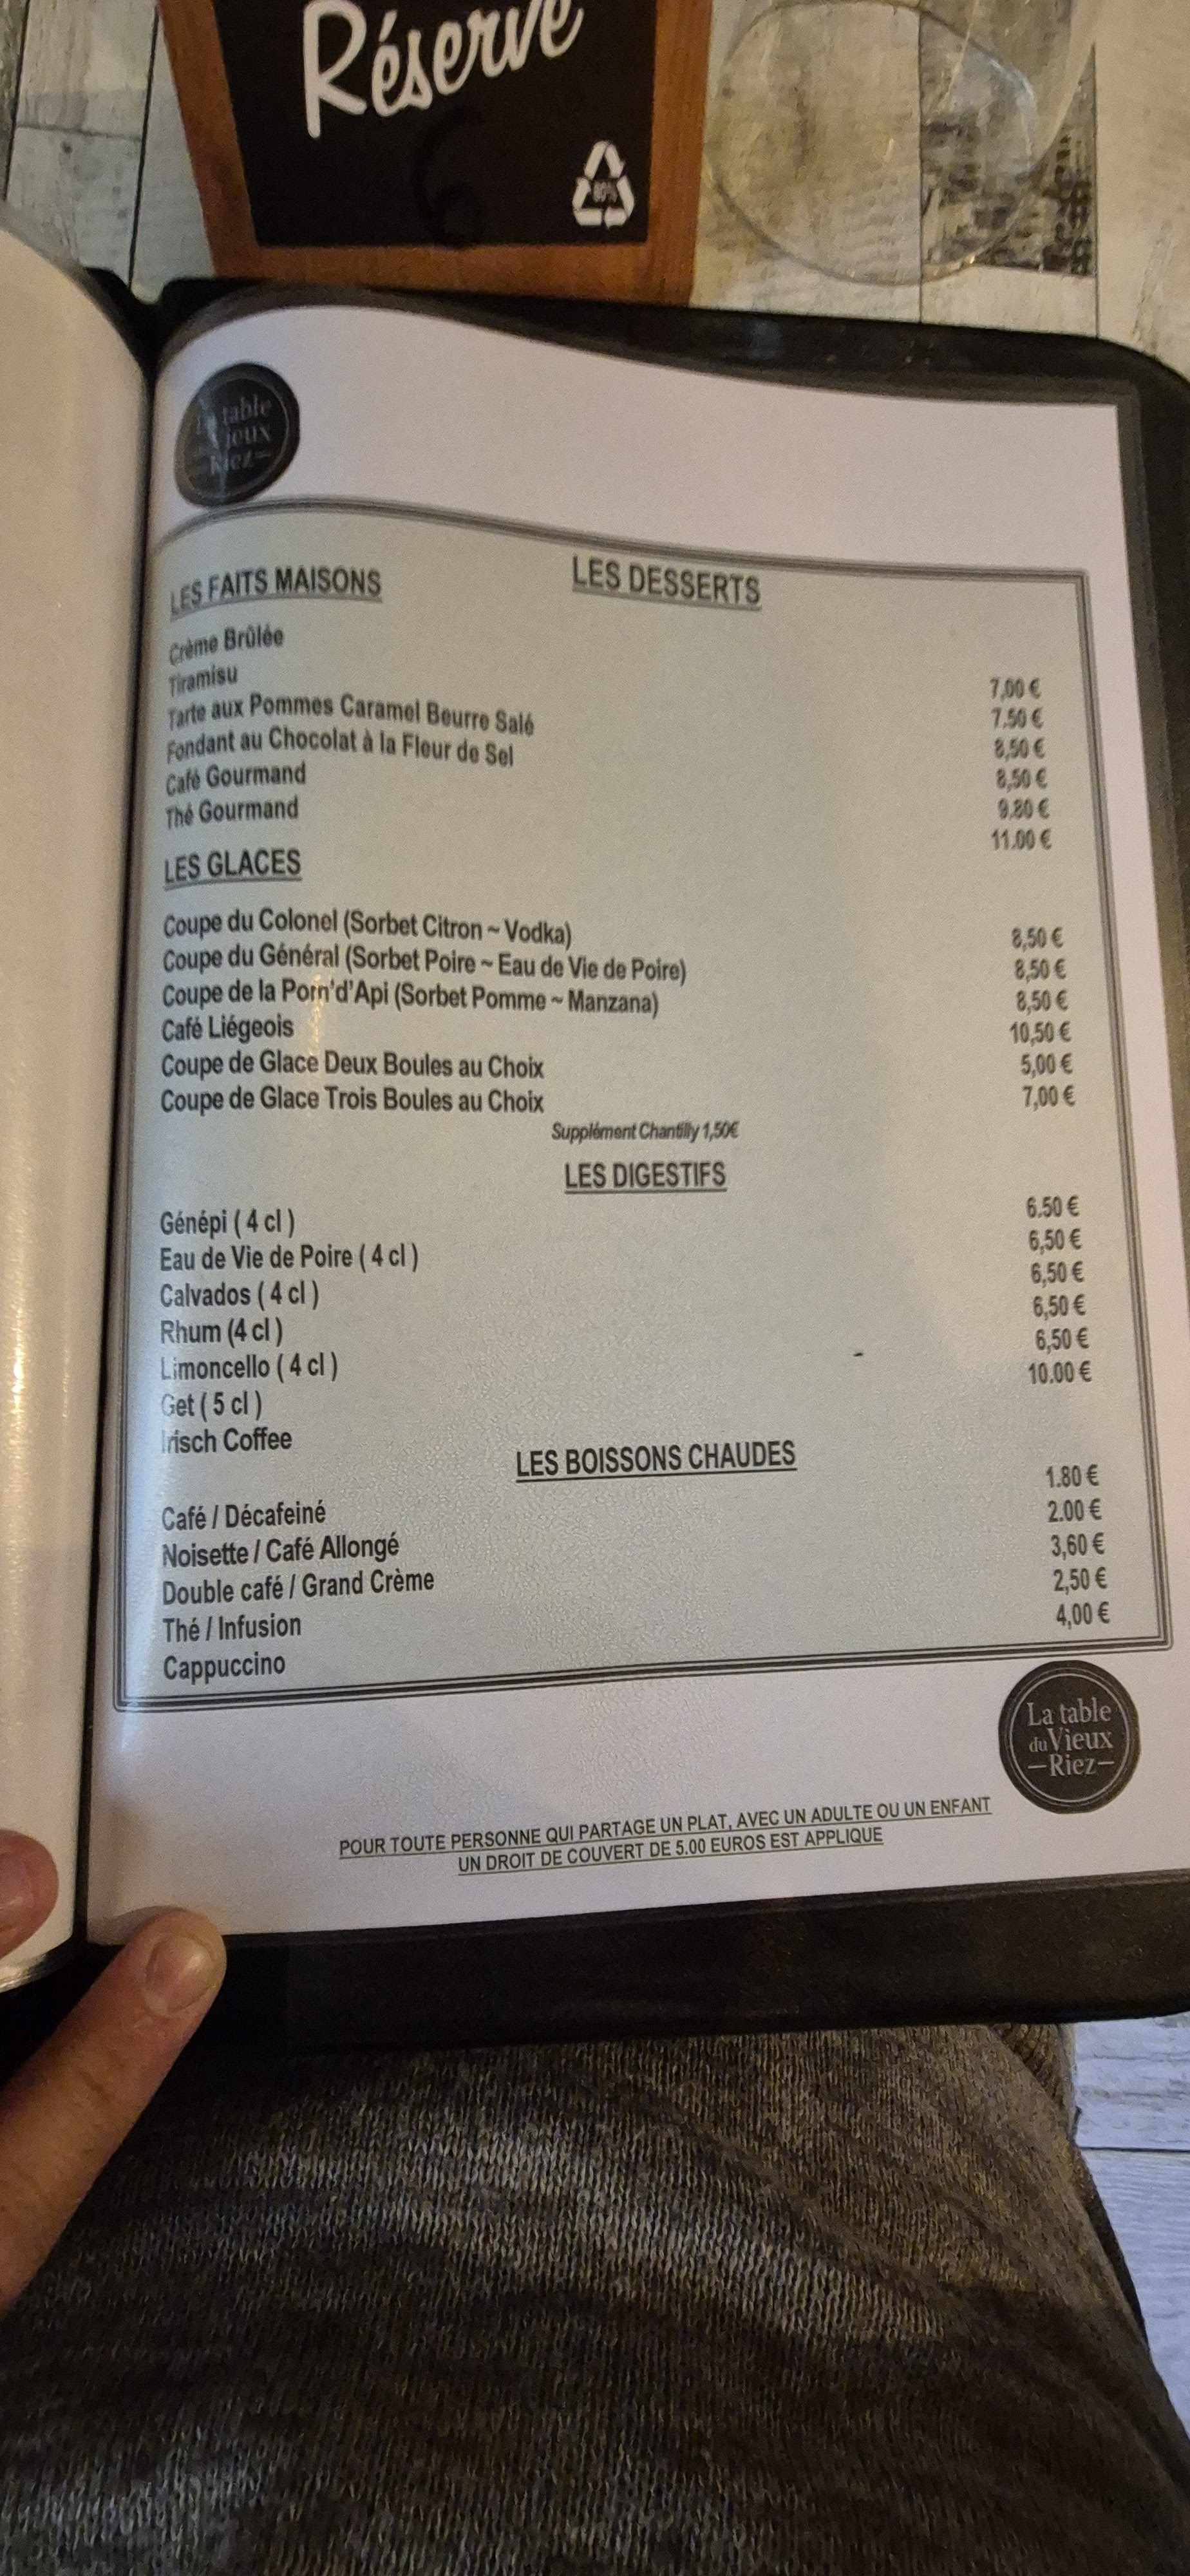 Réservé
6
table
Vieux
Riez
LES DESSERTS
LES FAITS MAISONS
Crème Brûlée 7,00 €
Tiramisu 7.50 €
Tarte aux Pommes Caramel Beurre Salé 8,50 €
Fondant au Chocolat à la Fleur de Sel 8,50 €
Café Gourmand 9.80 €
Thé Gourmand 11.00 €
LES GLACES
Coupe du Colonel (Sorbet Citron ~ Vodka) 8,50 €
Coupe du Général (Sorbet Poire ~ Eau de Vie de Poire) 8,50 €
Coupe de la Pom'd'Api (Sorbet Pomme ~ Manzana) 8,50 €
Café Liégeois 10,50 €
Coupe de Glace Deux Boules au Choix 5,00 €
Coupe de Glace Trois Boules au Choix 7,00 €
Supplément Chantilly 1,50€
LES DIGESTIFS
Génépi ( 4 cl ) 6.50 €
Eau de Vie de Poire ( 4 cl ) 6,50 €
Calvados ( 4 cl ) 6,50 €
Rhum (4 cl ) 6,50 €
Limoncello ( 4 cl ) 6,50 €
Get ( 5 cl ) 10.00 €
Irisch Coffee
LES BOISSONS CHAUDES
Café / Décafeiné 1.80 €
Noisette / Café Allongé 2.00 €
Double café / Grand Crème 3,60 €
Thé / Infusion 2,50 €
Cappuccino 4,00 €
La table
du Vieux
—Riez—
POUR TOUTE PERSONNE QUI PARTAGE UN PLAT, AVEC UN ADULTE OU UN ENFANT
UN DROIT DE COUVERT DE 5.00 EUROS EST APPLIQUE